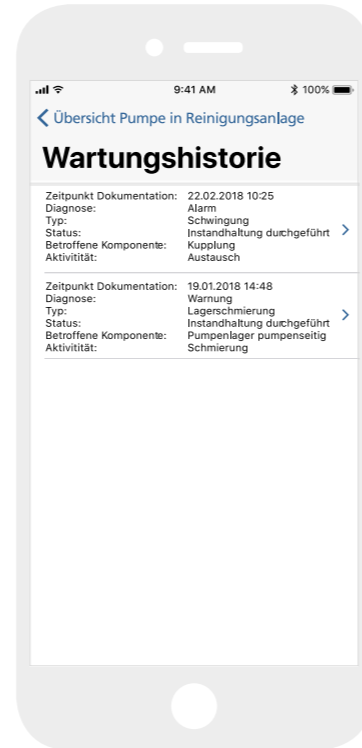 9:41 AM 100%
Übersicht Pumpe in Reinigungsanlage
Wartungshistorie
Zeitpunkt Dokumentation: 22.02.2018 10:25
Diagnose: Alarm
Typ: Schwingung
Status: Instandhaltung durchgeführt
Betroffene Komponente: Kupplung
Aktivitität: Austausch
Zeitpunkt Dokumentation: 19.01.2018 14:48
Diagnose: Warnung
Typ: Lagerschmierung
Status: Instandhaltung durchgeführt
Betroffene Komponente: Pumpenlager pumpenseitig
Aktivitität: Schmierung